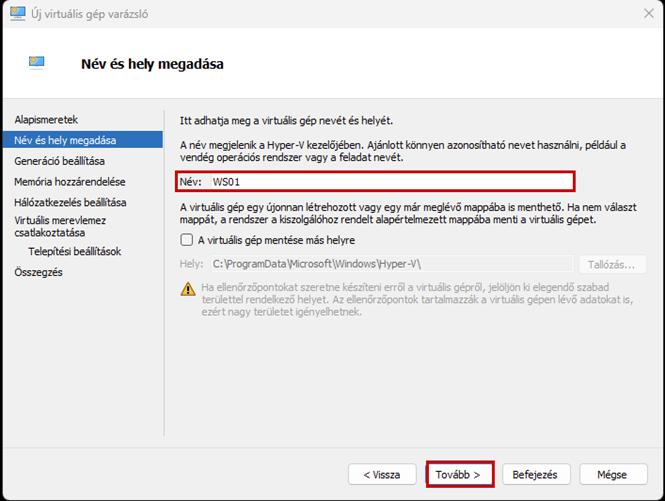 Új virtuális gép varázsló
Név és hely megadása
Alapismeretek
Név és hely megadása
Generáció beállítása
Memória hozzárendelése
Hálózatkezelés beállítása
Virtuális merevlemez
csatlakoztatása
Telepítési beállítások
Összegzés
Itt adhatja meg a virtuális gép nevét és helyét.
A név megjelenik a Hyper-V kezelőjében. Ajánlott könnyen azonosítható nevet használni, például a
vendég operációs rendszer vagy a feladat nevét.
Név: WS01
A virtuális gép egy újonnan létrehozott vagy egy már meglévő mappába is menthető. Ha nem választ
mappát, a rendszer a kiszolgálóhoz rendelt alapértelmezett mappába menti a virtuális gépet.
A virtuális gép mentése más helyre
Hely: C:\ProgramData\Microsoft\Windows\Hyper-V\
Tallózás...
Ha ellenőrzőpontokat szeretne készíteni erről a virtuális gépről, jelöljön ki elegendő szabad
területtel rendelkező helyet. Az ellenőrzőpontok tartalmazzák a virtuális gépen lévő adatokat is,
ezért nagy területet igényelhetnek.
< Vissza
Tovább >
Befejezés
Mégse